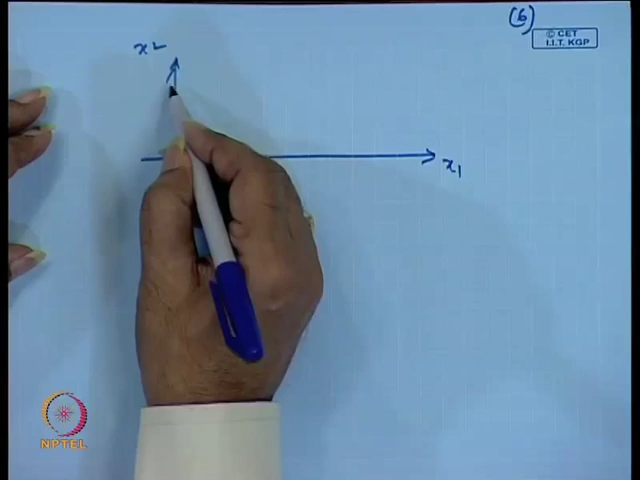 (6)
© CET
I.I.T. KGP
x2
x1
NPTEL